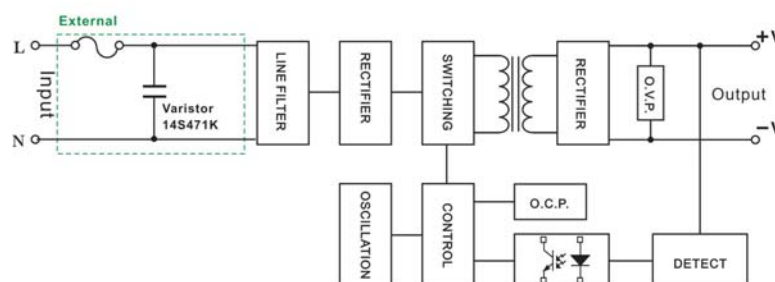 External
L
Input
N
Varistor
14S471K
LINE FILTER
RECTIFIER
SWITCHING
RECTIFIER
O.V.P.
+V
Output
-V
OSCILLATION
CONTROL
O.C.P.
DETECT